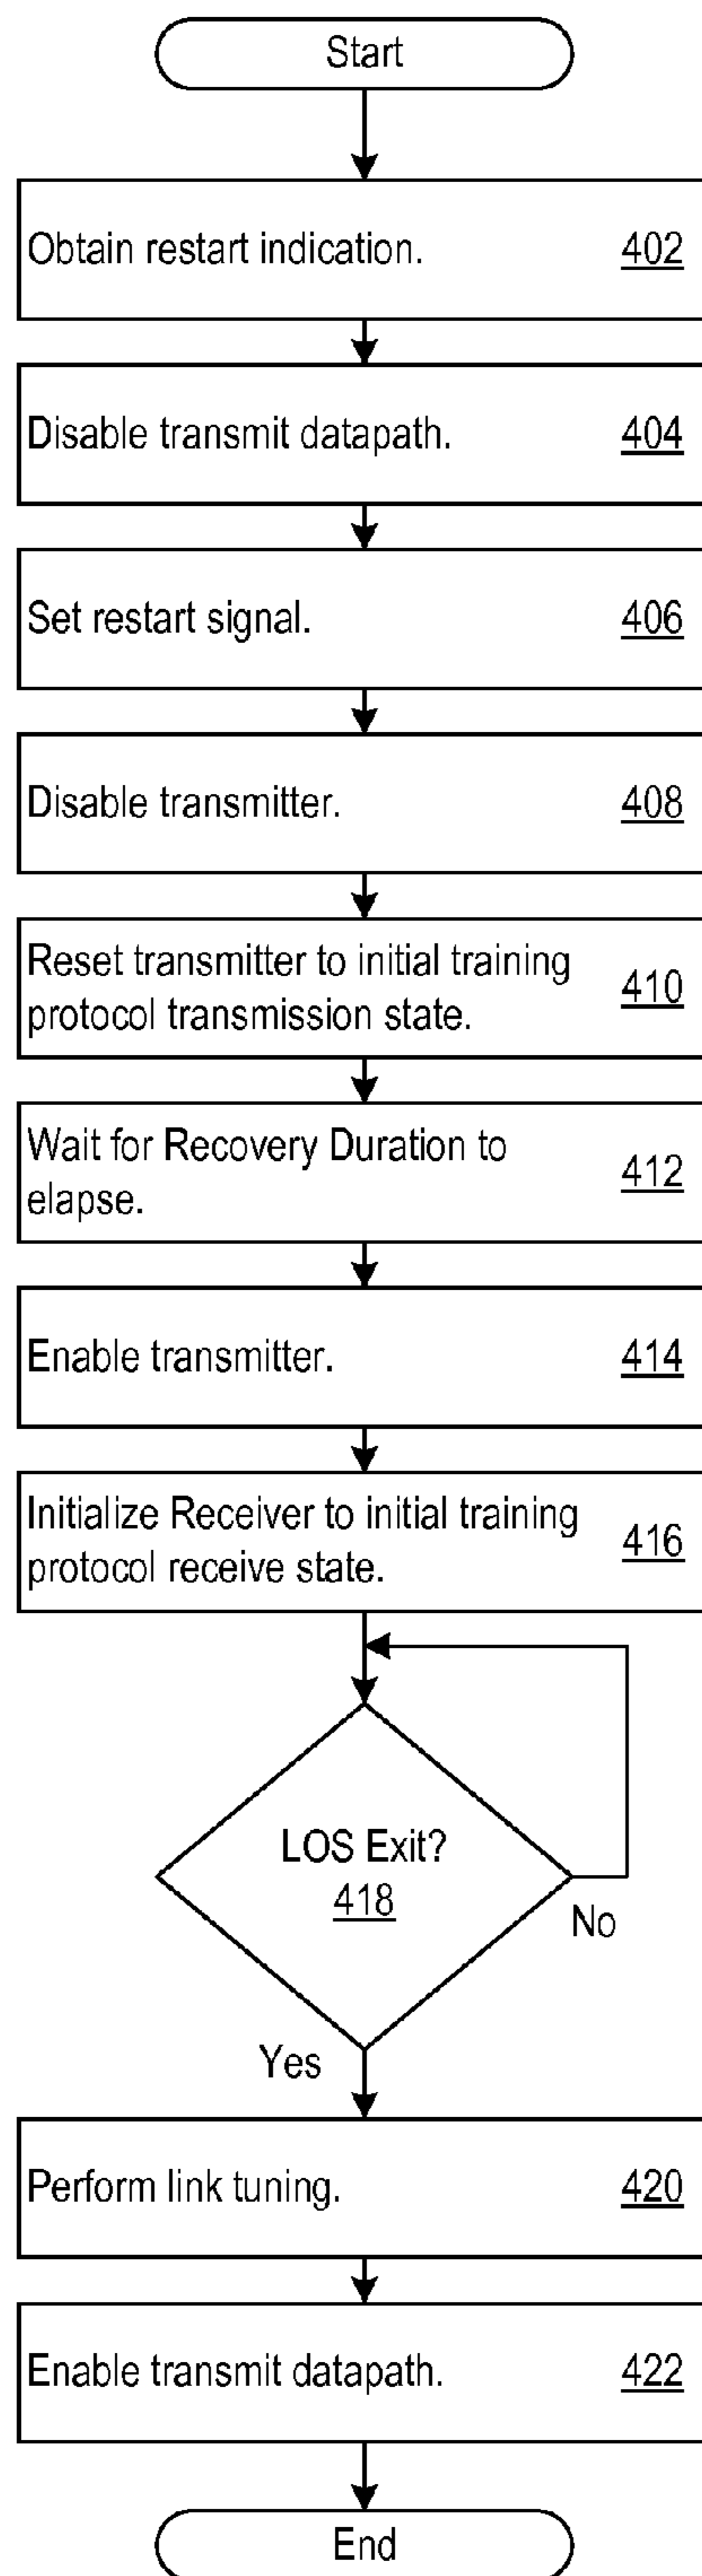 Start
Obtain restart indication. 402
Disable transmit datapath. 404
Set restart signal. 406
Disable transmitter. 408
Reset transmitter to initial training
protocol transmission state. 410
Wait for Recovery Duration to
elapse. 412
Enable transmitter. 414
Initialize Receiver to initial training
protocol receive state. 416
LOS Exit?
418
No
Yes
Perform link tuning. 420
Enable transmit datapath. 422
End